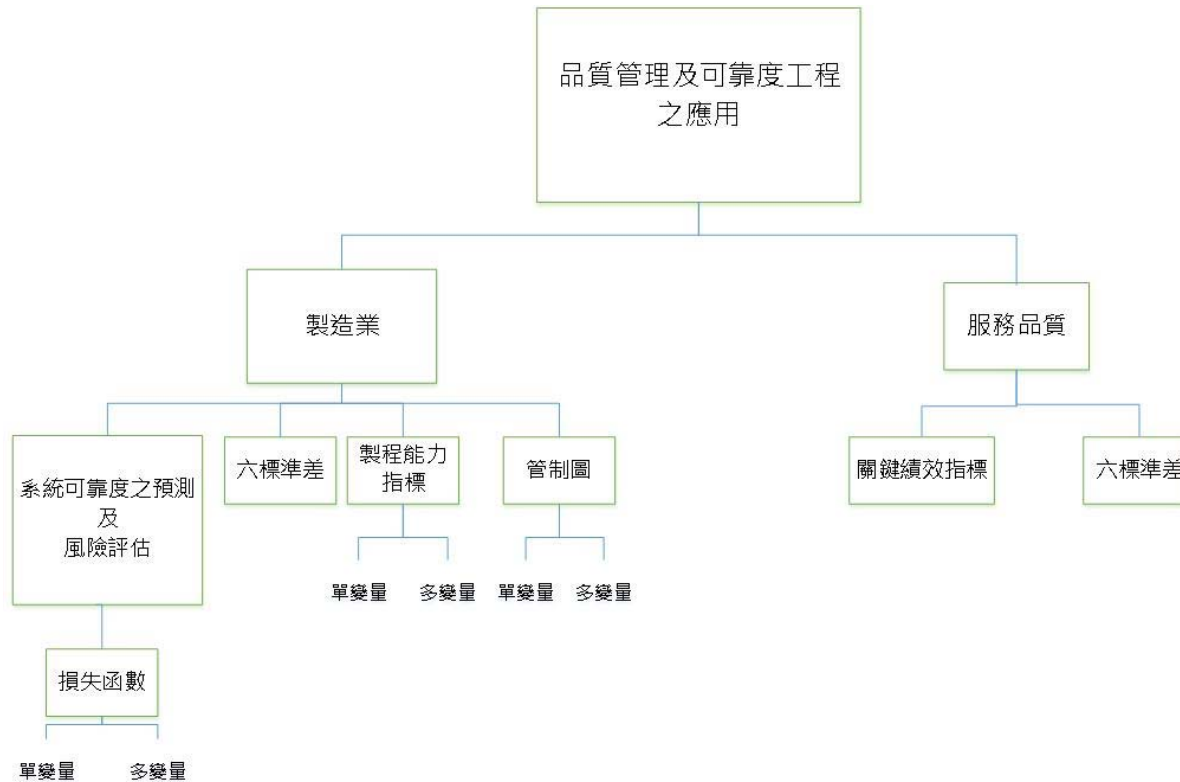 品質管理及可靠度工程
之應用
製造業
服務品質
系統可靠度之預測
及
風險評估
六標準差
製程能力
指標
管制圖
關鍵績效指標
六標準差
單變量
多變量
單變量
多變量
損失函數
單變量
多變量